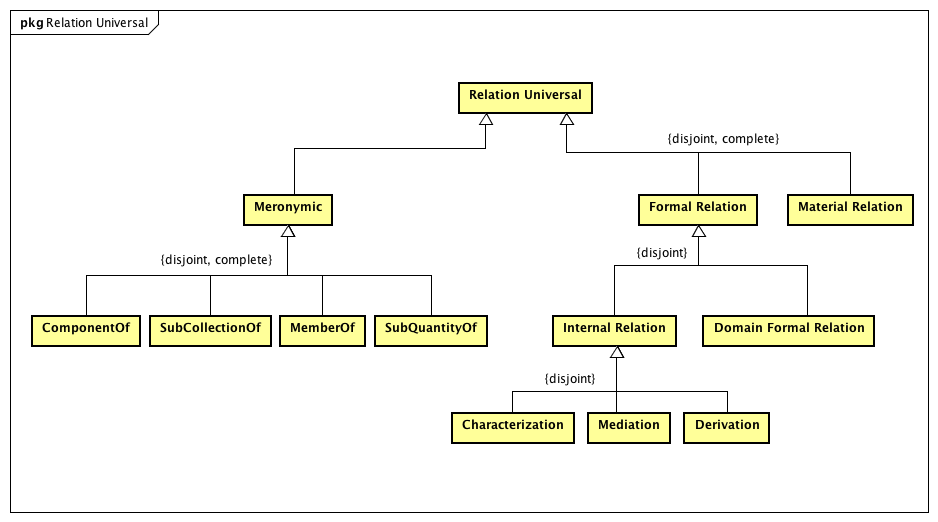 pkg Relation Universal
Relation Universal
{disjoint, complete}
Meronymic
Formal Relation
Material Relation
{disjoint, complete}
{disjoint}
ComponentOf
SubCollectionOf
MemberOf
SubQuantityOf
Internal Relation
Domain Formal Relation
{disjoint}
Characterization
Mediation
Derivation